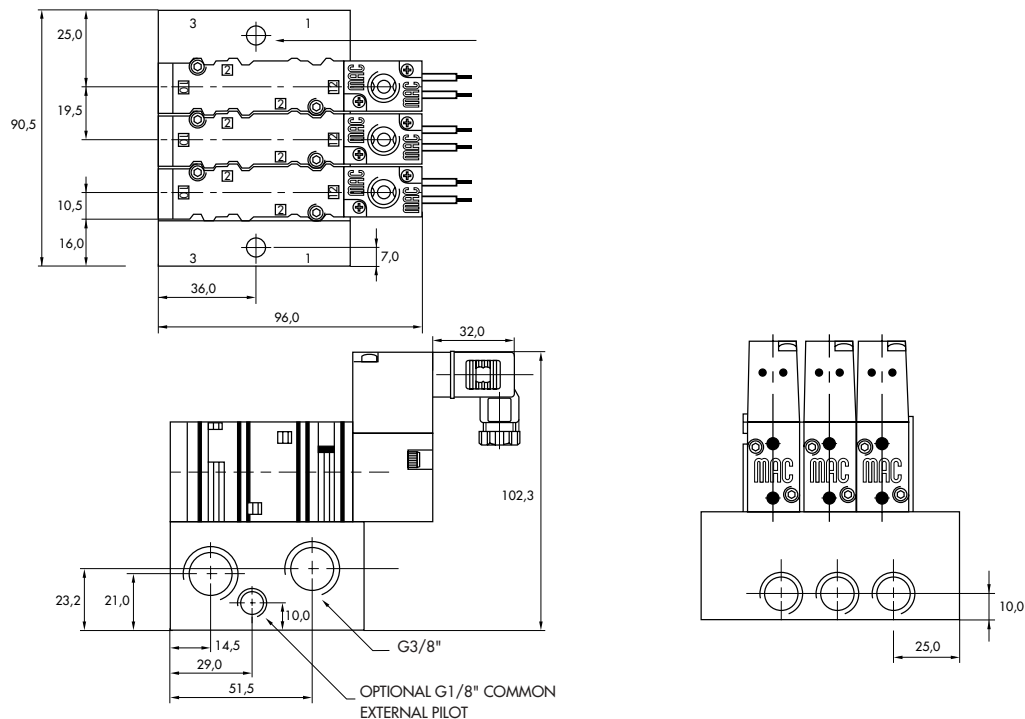 3 1
25,0
19,5
90,5
10,5
16,0
2
MAC
MAC
2
2
MAC
MAC
2
2
MAC
MAC
2
7,0
3 1
36,0
96,0
32,0
102,3
23,2
21,0
10,0
14,5
29,0
51,5
G3/8"
OPTIONAL G1/8" COMMON
EXTERNAL PILOT
MAC MAC MAC
10,0
25,0